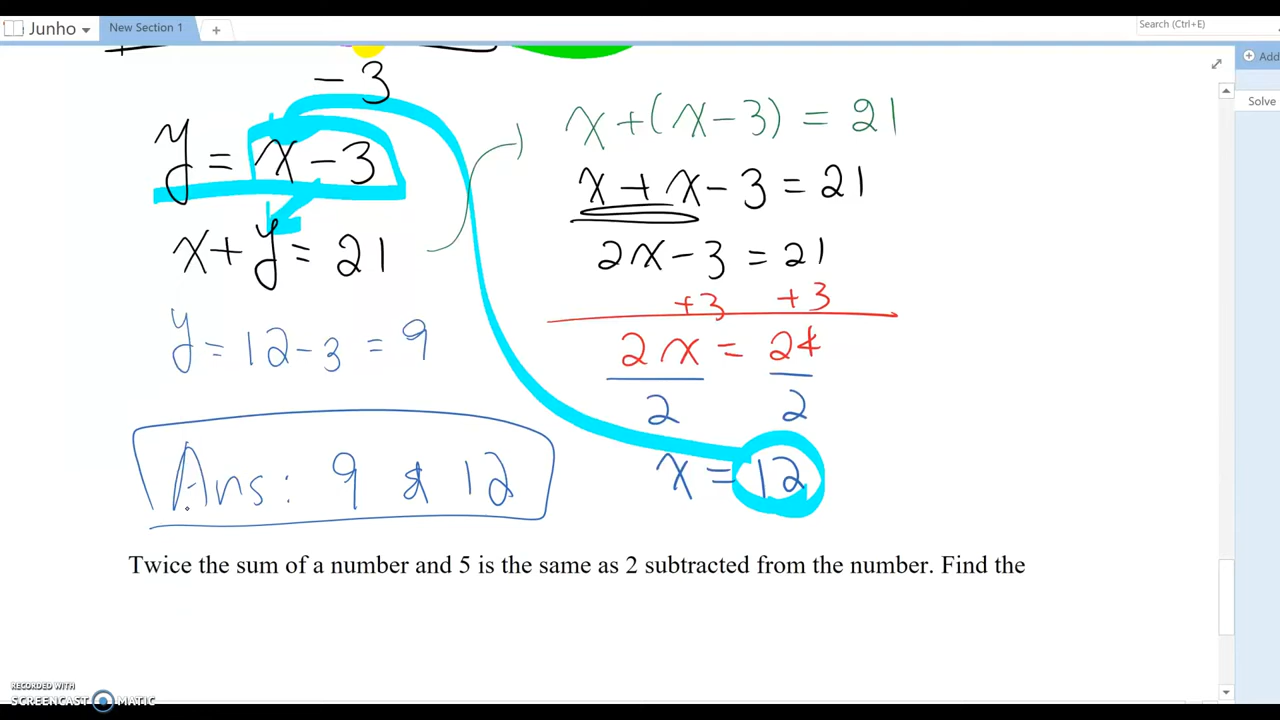 Junho
New Section 1
Search (Ctrl+E)
Add
Solve
- 3
y = x - 3
x + y = 21
y = 12 - 3 = 9
Ans: 9 & 12
x + (x - 3) = 21
x + x - 3 = 21
2x - 3 = 21
+3 +3
2x = 24
2 2
x = 12
Twice the sum of a number and 5 is the same as 2 subtracted from the number. Find the
RECORDED WITH
SCREENCAST MATIC